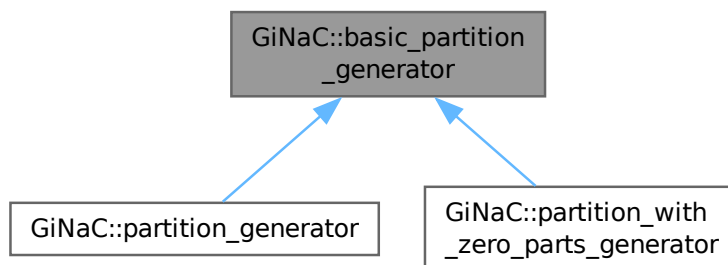 GiNaC::basic_partition
_generator
GiNaC::partition_generator
GiNaC::partition_with
_zero_parts_generator